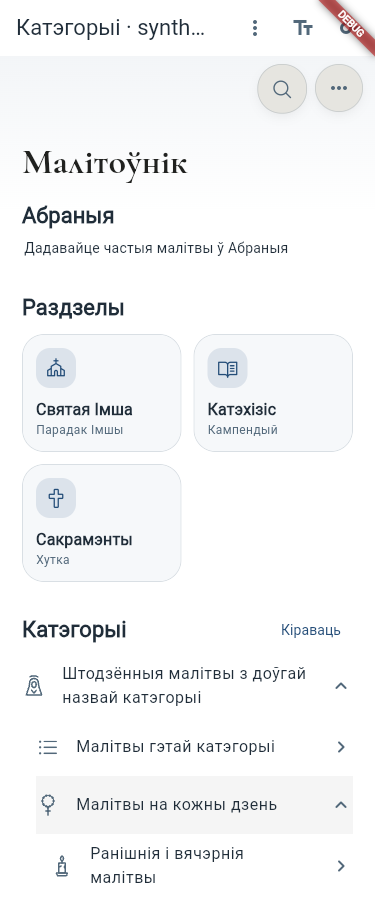 Катэгорыі · synth...
DEBUG
Малітоўнік
Абраныя
Дадавайце частыя малітвы ў Абраныя
Раздзелы
Святая Імша
Парадак Імшы
Катэхізіс
Кампендый
Сакрамэнты
Хутка
Катэгорыі
Кіраваць
Штодзённыя малітвы з доўгай
назвай катэгорыі
Малітвы гэтай катэгорыі
Малітвы на кожны дзень
Ранішнія і вячэрнія
малітвы